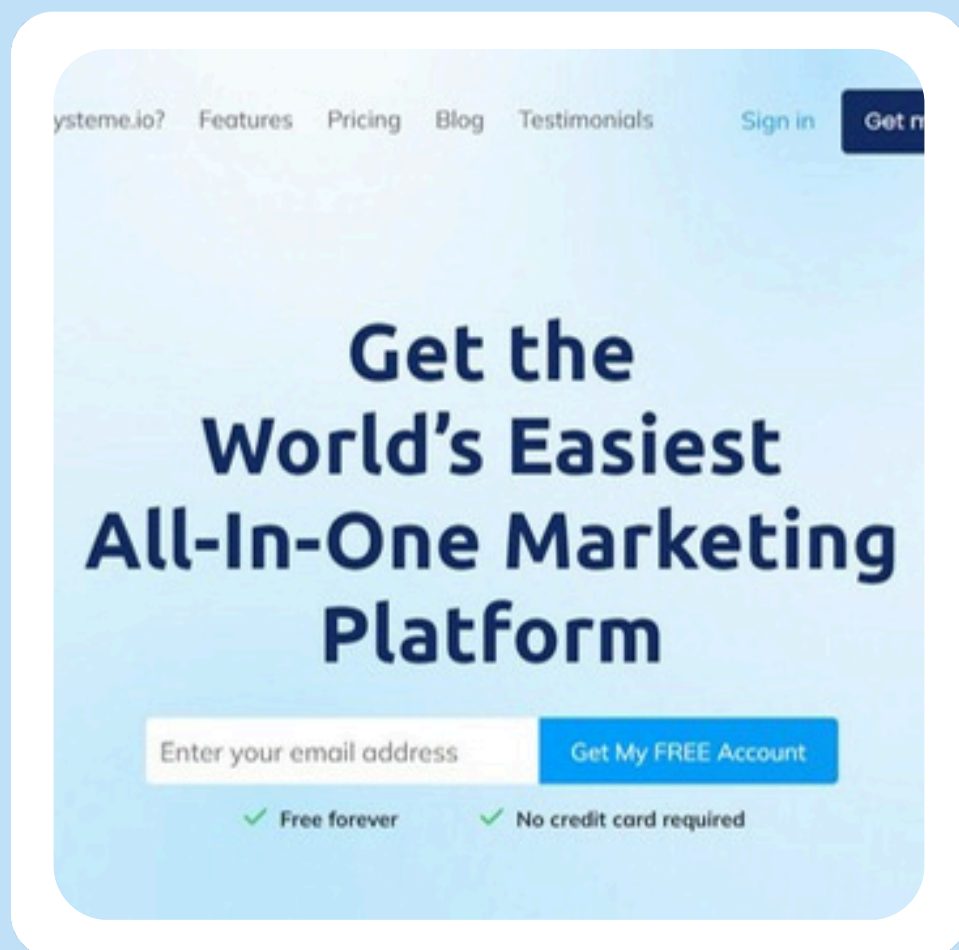 ysteme.io? Features Pricing Blog Testimonials Sign in Get m
Get the
World's Easiest
All-In-One Marketing
Platform
Enter your email address Get My FREE Account
Free forever No credit card required